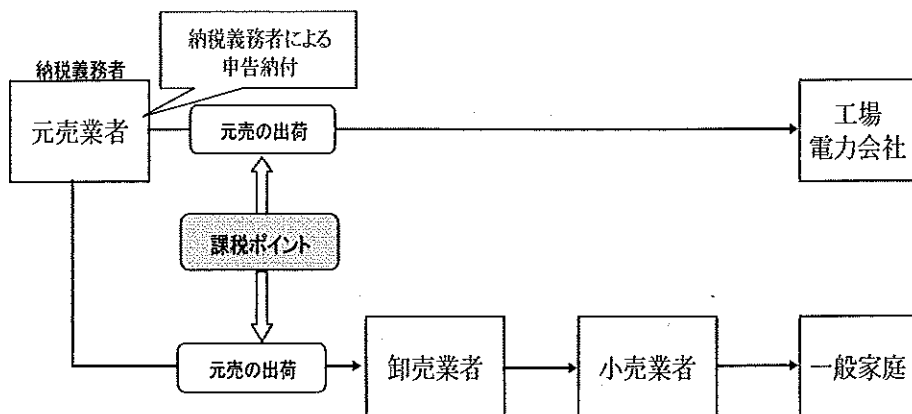 納税義務者による
申告納付
納税義務者
元売業者
元売の出荷
工場
電力会社
課税ポイント
元売の出荷
卸売業者
小売業者
一般家庭